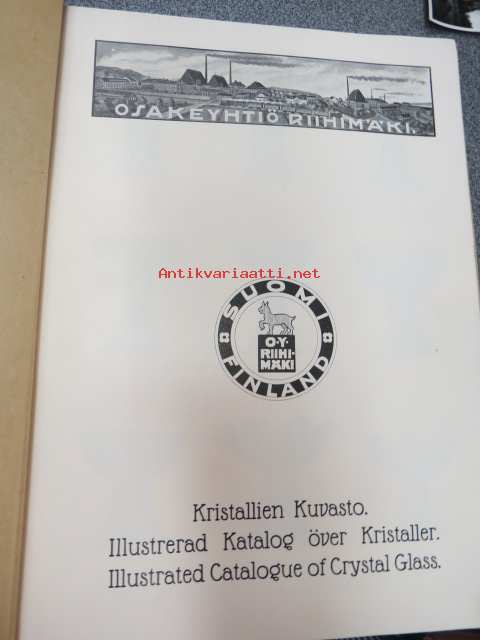 OSAKEYHTIÖ RIIHIMÄKI.
Antikvariaatti.net
SUOMI
O.Y.
RIIHI-
MÄKI
FINLAND
Kristallien Kuvasto.
Illustrerad Katalog över Kristaller.
Illustrated Catalogue of Crystal Glass.